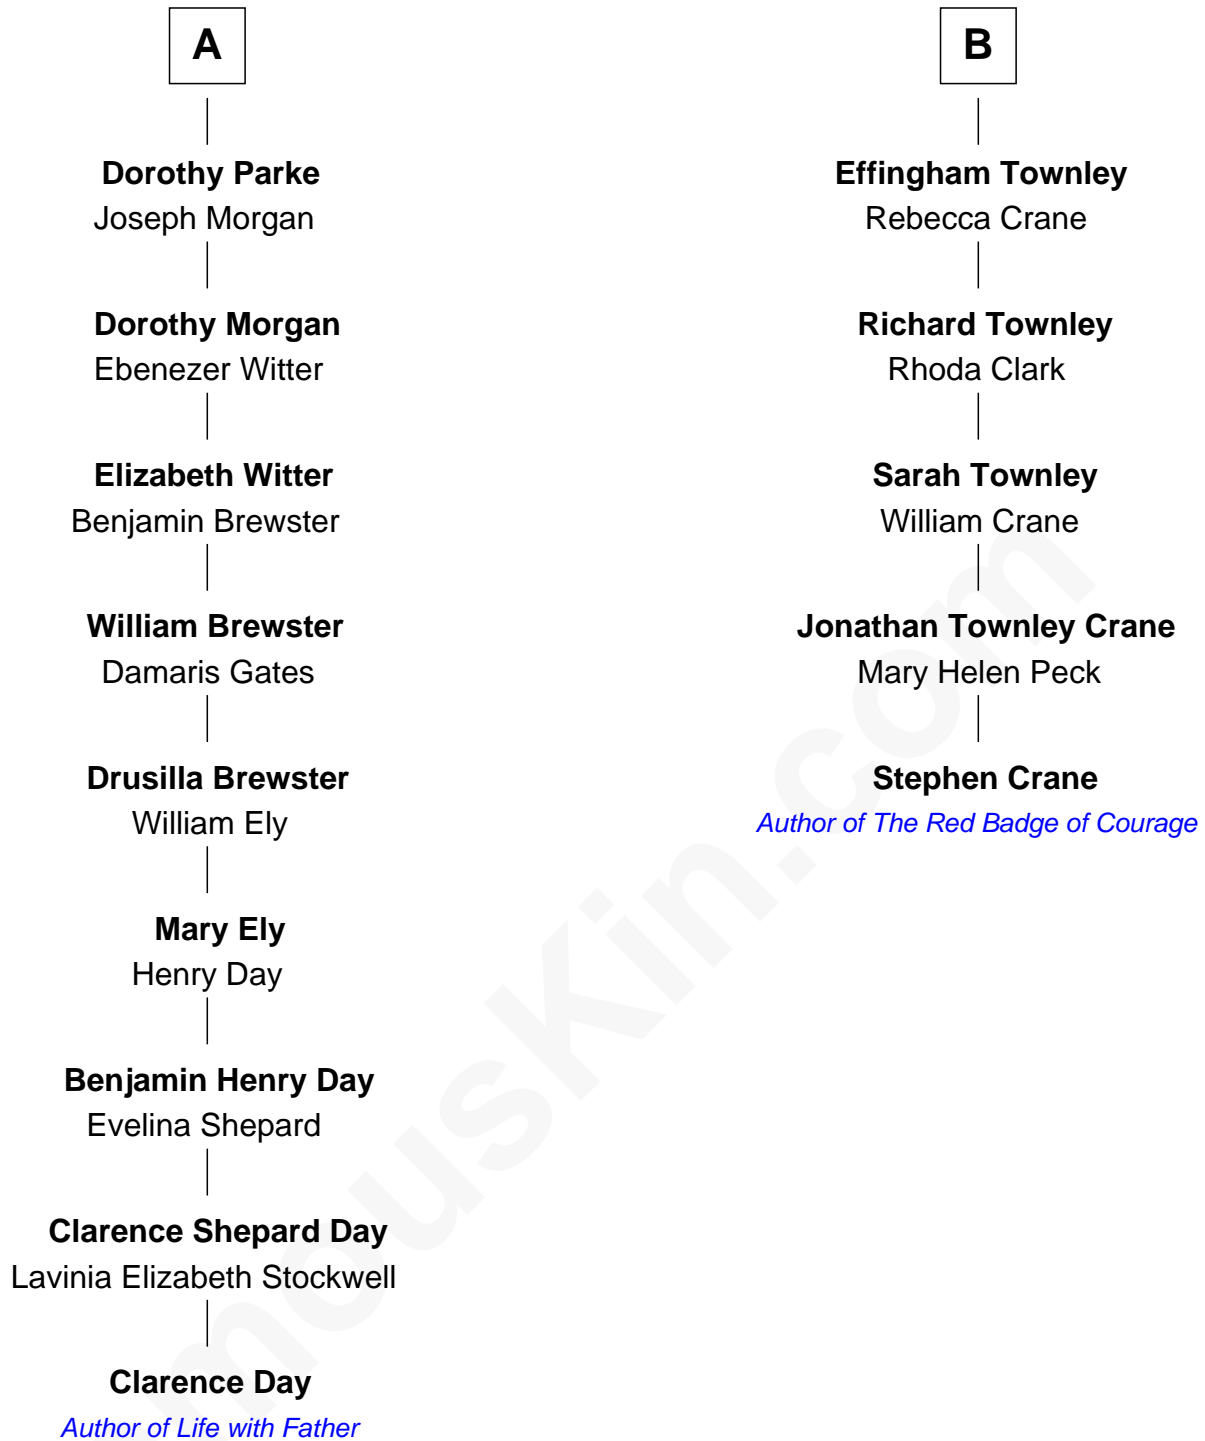 A
Dorothy Parke
Joseph Morgan
Dorothy Morgan
Ebenezer Witter
Elizabeth Witter
Benjamin Brewster
William Brewster
Damaris Gates
Drusilla Brewster
William Ely
Mary Ely
Henry Day
Benjamin Henry Day
Evelina Shepard
Clarence Shepard Day
Lavinia Elizabeth Stockwell
Clarence Day
Author of Life with Father
B
Effingham Townley
Rebecca Crane
Richard Townley
Rhoda Clark
Sarah Townley
William Crane
Jonathan Townley Crane
Mary Helen Peck
Stephen Crane
Author of The Red Badge of Courage
mousKin.com